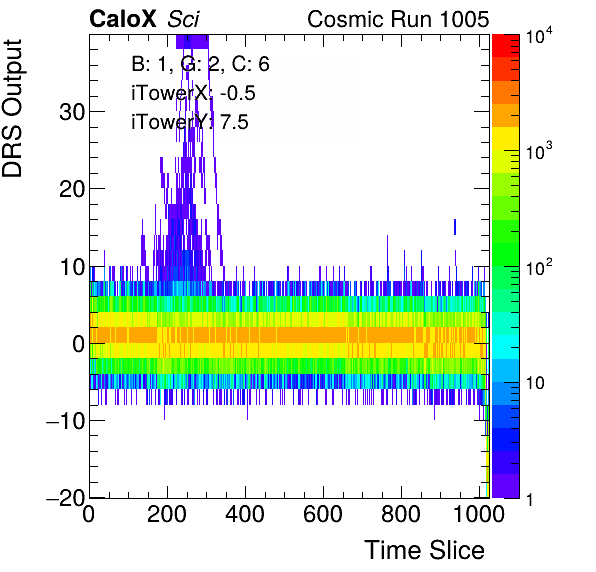 CaloX Sci Cosmic Run 1005
DRS Output
B: 1, G: 2, C: 6
iTowerX: -0.5
iTowerY: 7.5
30
20
10
0
−10
−20
0 200 400 600 800 1000
Time Slice
10⁴
10³
10²
10
1